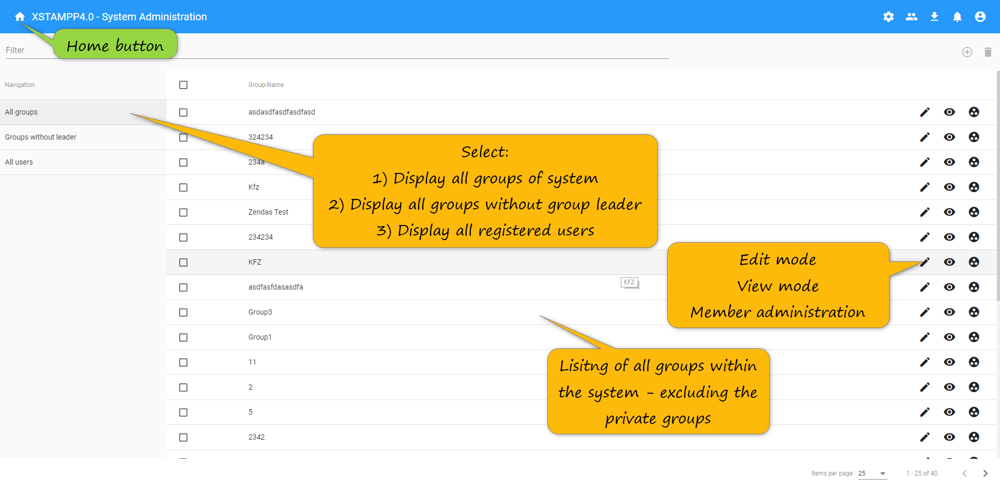 XSTAMPP4.0 - System Administration
Home button
Filter
Navigation
Group-Name
All groups
asdasdfasdfasdfasd
Groups without leader
324234
All users
234a
Select:
1) Display all groups of system
2) Display all groups without group leader
3) Display all registered users
Kfz
Zendas Test
234234
KFZ
Edit mode
View mode
Member administration
KFZ
asdfasfdasasdfa
Group3
Group1
Lisitng of all groups within
the system - excluding the
private groups
11
2
5
2342
Items per page: 25
1 - 25 of 40